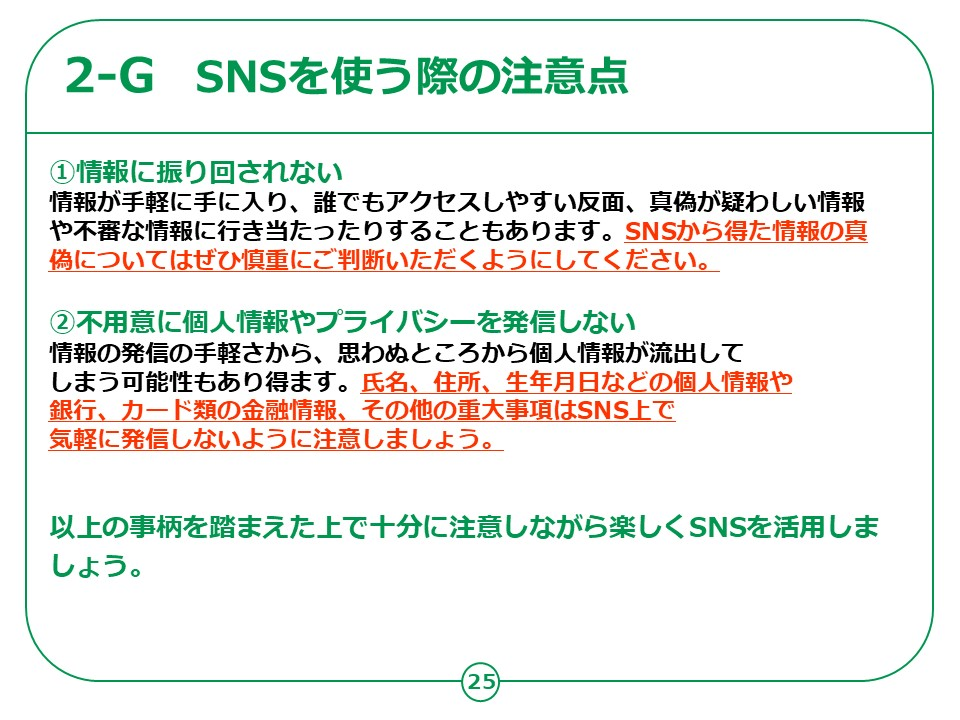 2-G　SNSを使う際の注意点
①情報に振り回されない
情報が手軽に手に入り、誰でもアクセスしやすい反面、真偽が疑わしい情報
や不審な情報に行き当たったりすることもあります。SNSから得た情報の真
偽についてはぜひ慎重にご判断いただくようにしてください。
②不用意に個人情報やプライバシーを発信しない
情報の発信の手軽さから、思わぬところから個人情報が流出して
しまう可能性もあり得ます。氏名、住所、生年月日などの個人情報や
銀行、カード類の金融情報、その他の重大事項はSNS上で
気軽に発信しないように注意しましょう。
以上の事柄を踏まえた上で十分に注意しながら楽しくSNSを活用しま
しょう。
25